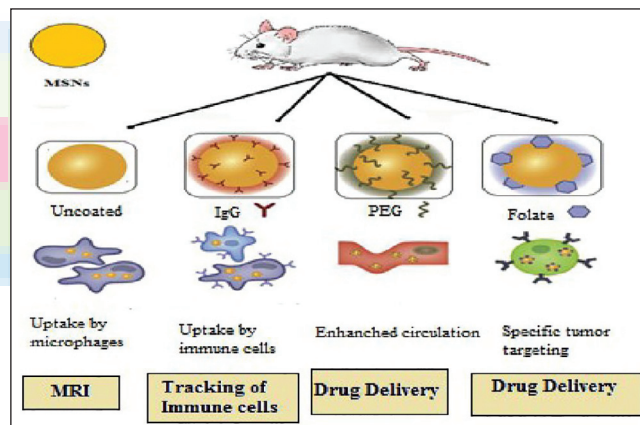 MSNs
Uncoated
IgG
PEG
Folate
Uptake by
microphages
Uptake by
immune cells
Enhanched circulation
Specific tumor
targeting
MRI
Tracking of
Immune cells
Drug Delivery
Drug Delivery